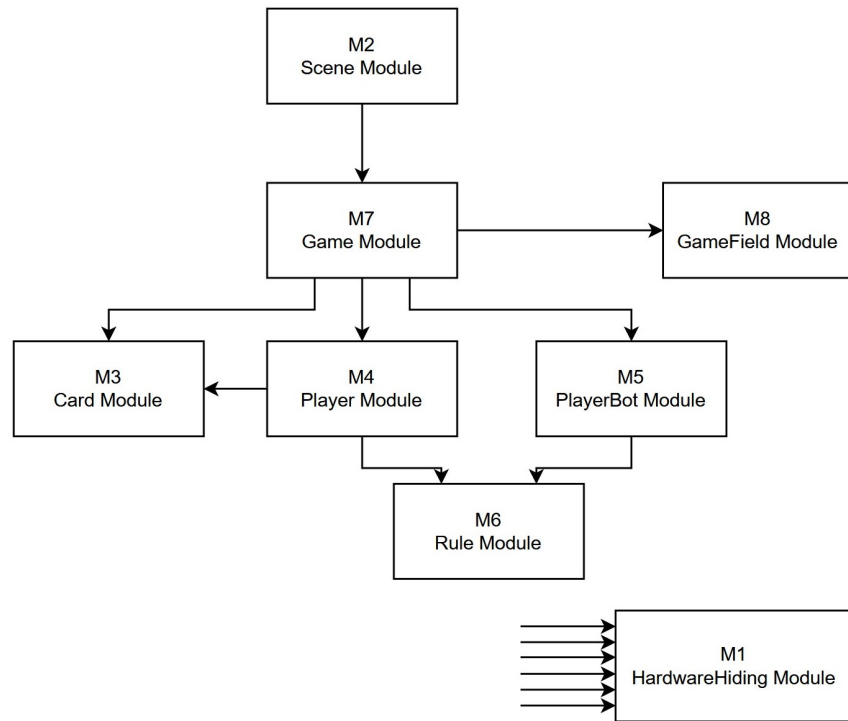 M2
Scene Module
M7
Game Module
M8
GameField Module
M3
Card Module
M4
Player Module
M5
PlayerBot Module
M6
Rule Module
M1
HardwareHiding Module